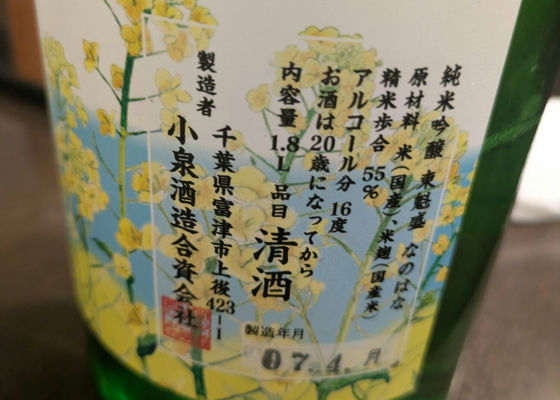 純米吟醸 東魁盛 なのはな
原材料 米(国産)・米麹(国産米)
精米歩合 55%
アルコール分 16度
お酒は20歳になってから
内容量 1.8L 品目 清酒
千葉県富津市上後423-1
製造者 小泉酒造合資会社
製造年月
07.4.月